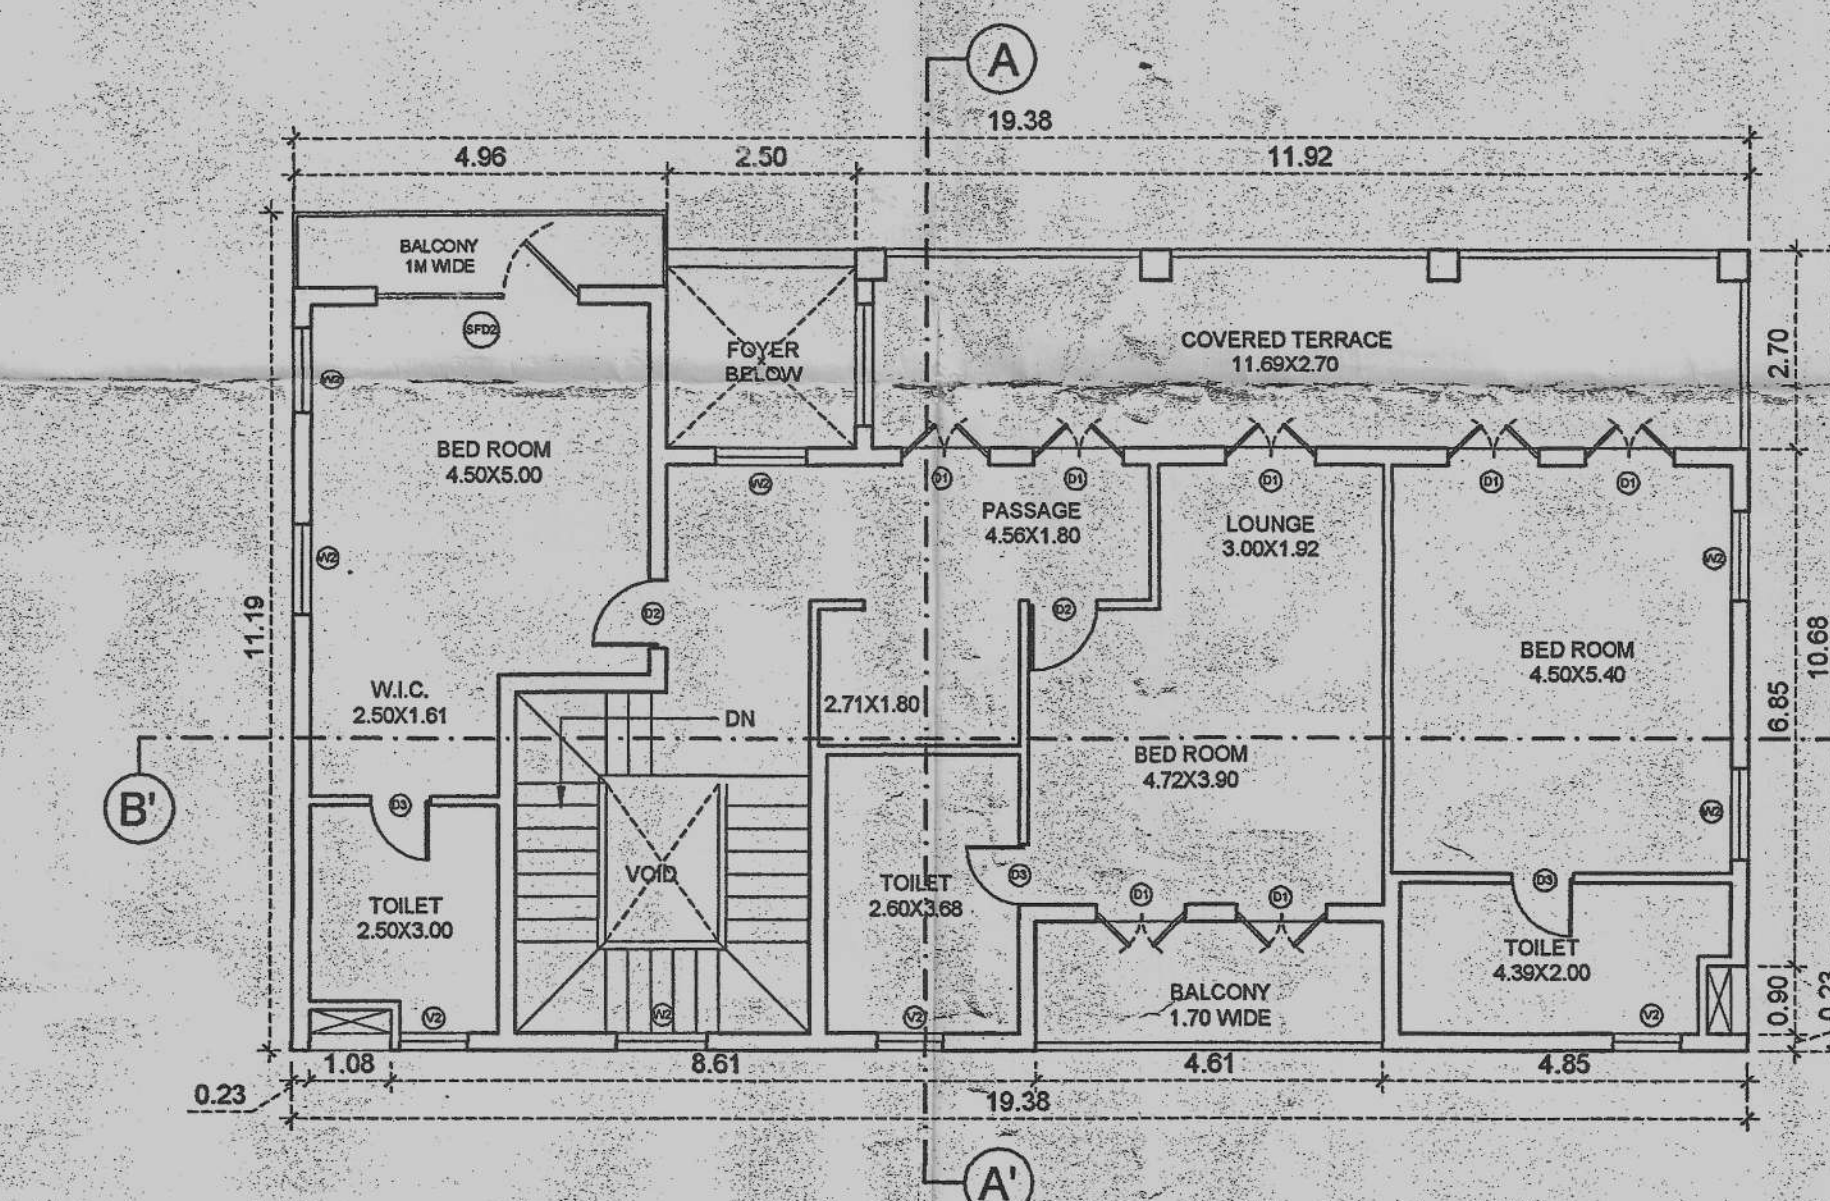 A
19.38
4.96
2.50
11.92
BALCONY
1M WIDE
SFD2
FOYER
BELOW
COVERED TERRACE
11.69X2.70
2.70
W2
BED ROOM
4.50X5.00
W2
D1
D1
D1
D1
D1
PASSAGE
4.56X1.80
LOUNGE
3.00X1.92
W2
W2
11.19
D2
D2
BED ROOM
4.50X5.40
10.68
W.I.C.
2.50X1.61
2.71X1.80
DN
6.85
BED ROOM
4.72X3.90
B'
D3
W2
VOID
TOILET
2.60X3.68
D3
D1
D1
D3
TOILET
2.50X3.00
TOILET
4.39X2.00
BALCONY
1.70 WIDE
0.90
0.23
V2
W2
V2
V2
1.08
8.61
4.61
4.85
0.23
19.38
A'